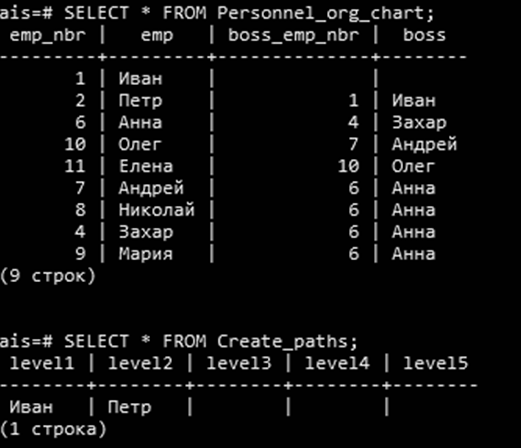 ais=# SELECT * FROM Personnel_org_chart;
emp_nbr | emp | boss_emp_nbr | boss
---------+---------+--------------+--------
1 | Иван | |
2 | Петр | 1 | Иван
6 | Анна | 4 | Захар
10 | Олег | 7 | Андрей
11 | Елена | 10 | Олег
7 | Андрей | 6 | Анна
8 | Николай | 6 | Анна
4 | Захар | 6 | Анна
9 | Мария | 6 | Анна
(9 строк)
ais=# SELECT * FROM Create_paths;
level1 | level2 | level3 | level4 | level5
--------+--------+--------+--------+--------
Иван | Петр | | |
(1 строка)